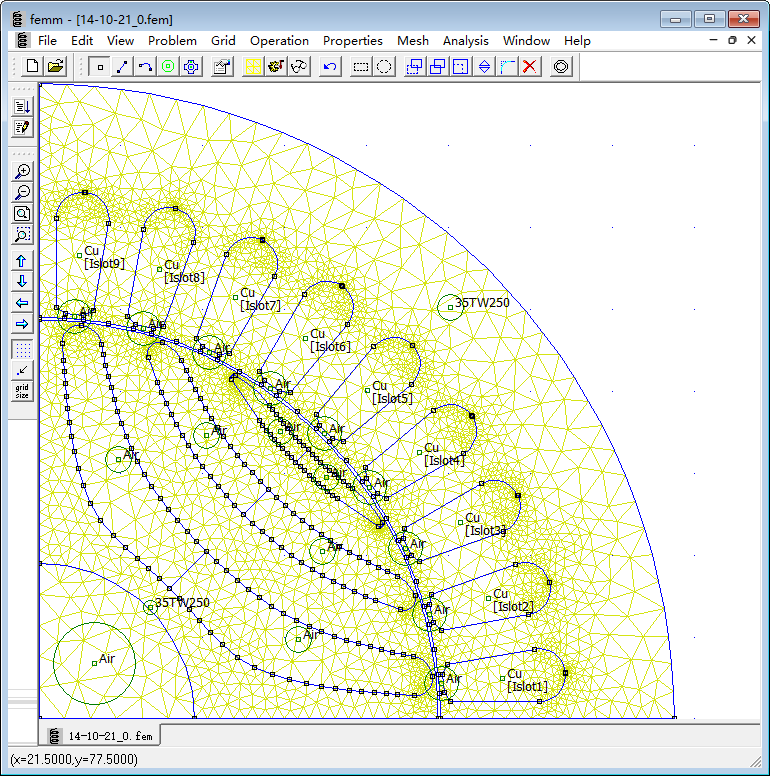 femm - [14-10-21_0.fem]
File Edit View Problem Grid Operation Properties Mesh Analysis Window Help
grid
size
Cu
[Islot9]
Cu
[Islot8]
Cu
[Islot7]
35TW250
Air
Air
Air
Cu
[Islot6]
Air
Cu
[Islot5]
Air
Air
Air
Air
Cu
[Islot4]
Air
Air
Air
Cu
[Islot3]
Air
Air
Cu
[Islot2]
35TW250
Air
Air
Air
Air
Cu
[Islot1]
14-10-21_0.fem
(x=21.5000,y=77.5000)